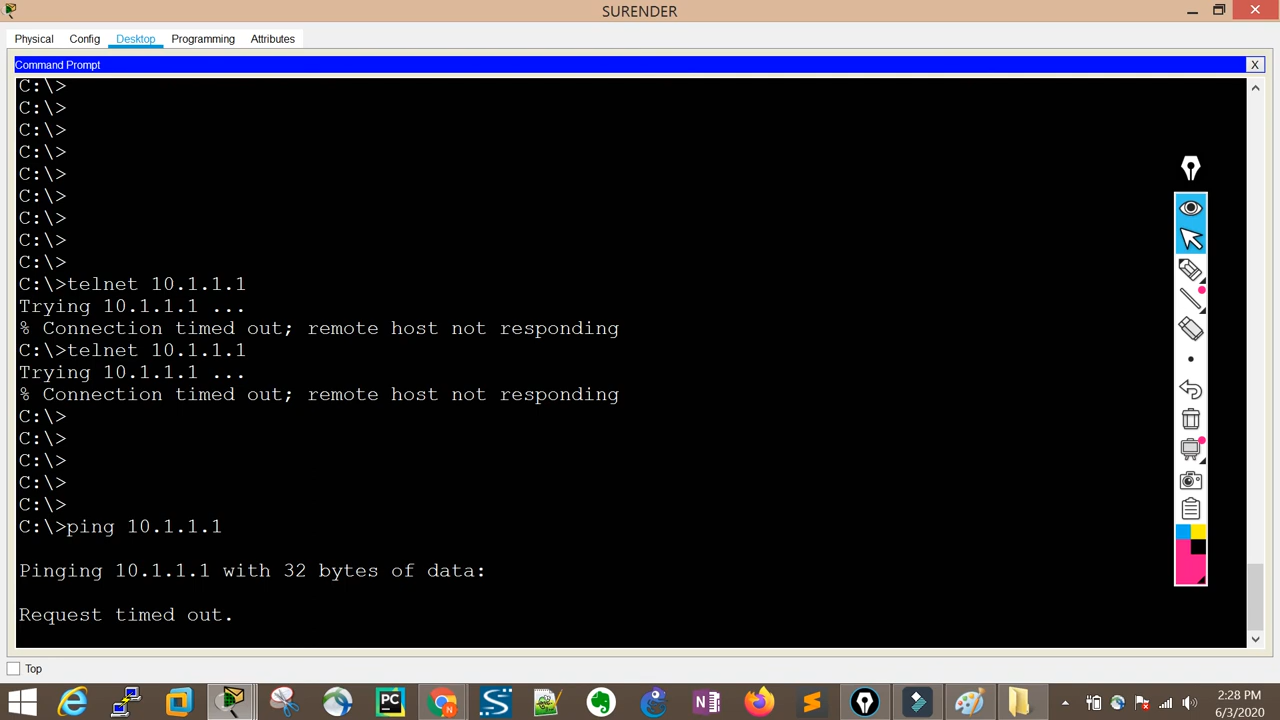 SURENDER
Physical Config Desktop Programming Attributes
Command Prompt X
C:\>
C:\>
C:\>
C:\>
C:\>
C:\>
C:\>
C:\>
C:\>
C:\>telnet 10.1.1.1
Trying 10.1.1.1 ...
% Connection timed out; remote host not responding
C:\>telnet 10.1.1.1
Trying 10.1.1.1 ...
% Connection timed out; remote host not responding
C:\>
C:\>
C:\>
C:\>
C:\>
C:\>ping 10.1.1.1
Pinging 10.1.1.1 with 32 bytes of data:
Request timed out.
Top
PC
N
S
N
2:28 PM
6/3/2020